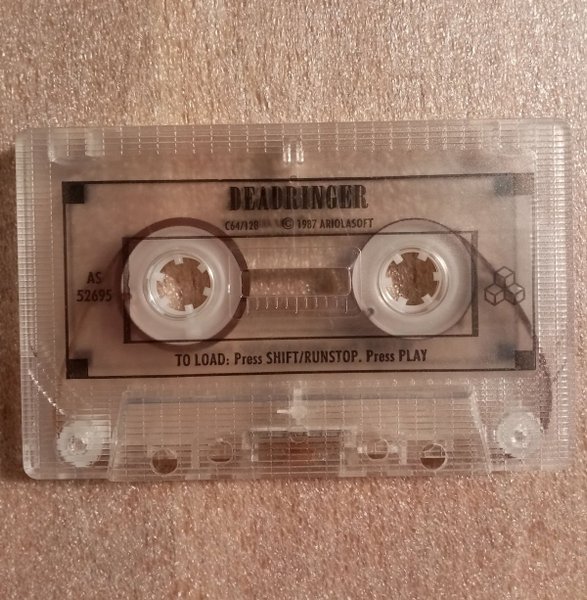 DEADRINGER
C64/128 © 1987 ARIOLASOFT
AS
52695
TO LOAD: Press SHIFT/RUNSTOP. Press PLAY